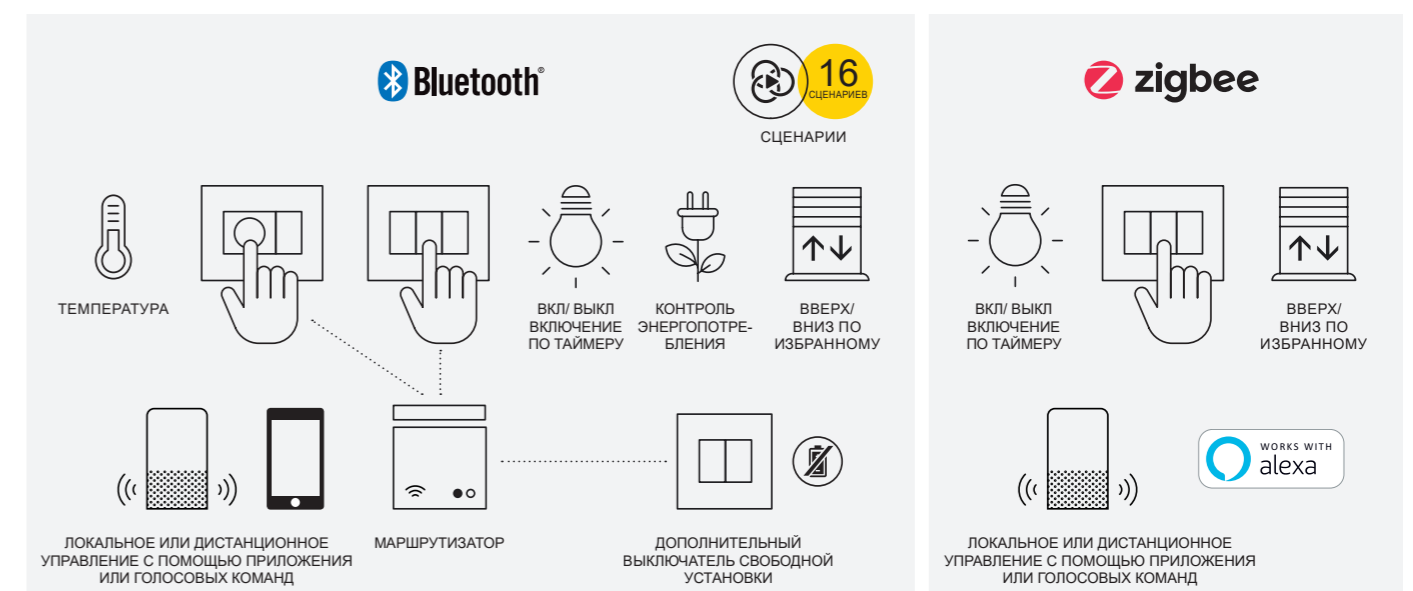 Bluetooth®
16
СЦЕНАРИЕВ
СЦЕНАРИИ
ТЕМПЕРАТУРА
ВКЛ/ ВЫКЛ
ВКЛЮЧЕНИЕ
ПО ТАЙМЕРУ
КОНТРОЛЬ
ЭНЕРГОПОТРЕ-
БЛЕНИЯ
ВВЕРХ/
ВНИЗ ПО
ИЗБРАННОМУ
ЛОКАЛЬНОЕ ИЛИ ДИСТАНЦИОННОЕ
УПРАВЛЕНИЕ С ПОМОЩЬЮ ПРИЛОЖЕНИЯ
ИЛИ ГОЛОСОВЫХ КОМАНД
МАРШРУТИЗАТОР
ДОПОЛНИТЕЛЬНЫЙ
ВЫКЛЮЧАТЕЛЬ СВОБОДНОЙ
УСТАНОВКИ
zigbee
ВКЛ/ ВЫКЛ
ВКЛЮЧЕНИЕ
ПО ТАЙМЕРУ
ВВЕРХ/
ВНИЗ ПО
ИЗБРАННОМУ
WORKS WITH
alexa
ЛОКАЛЬНОЕ ИЛИ ДИСТАНЦИОННОЕ
УПРАВЛЕНИЕ С ПОМОЩЬЮ ПРИЛОЖЕНИЯ
ИЛИ ГОЛОСОВЫХ КОМАНД